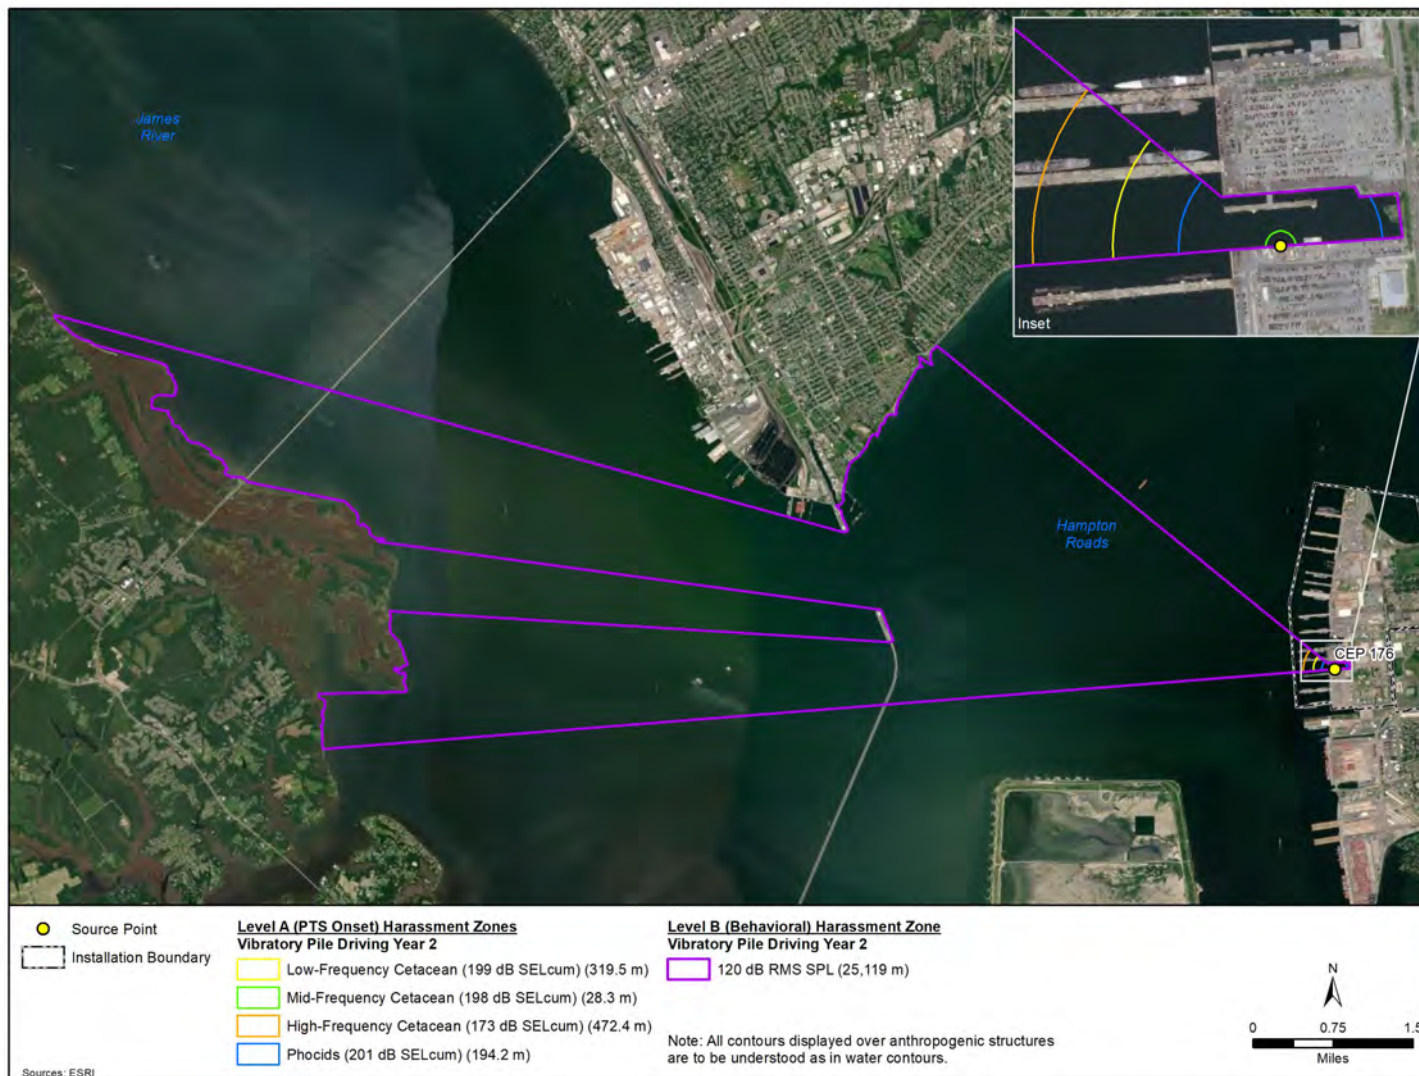 James
River
Hampton
Roads
Inset
CEP 176
Source Point
Installation Boundary
Level A (PTS Onset) Harassment Zones
Vibratory Pile Driving Year 2
Low-Frequency Cetacean (199 dB SELcum) (319.5 m)
Mid-Frequency Cetacean (198 dB SELcum) (28.3 m)
High-Frequency Cetacean (173 dB SELcum) (472.4 m)
Phocids (201 dB SELcum) (194.2 m)
Level B (Behavioral) Harassment Zone
Vibratory Pile Driving Year 2
120 dB RMS SPL (25,119 m)
Note: All contours displayed over anthropogenic structures
are to be understood as in water contours.
N
0 0.75 1.5
Miles
Sources: ESRI